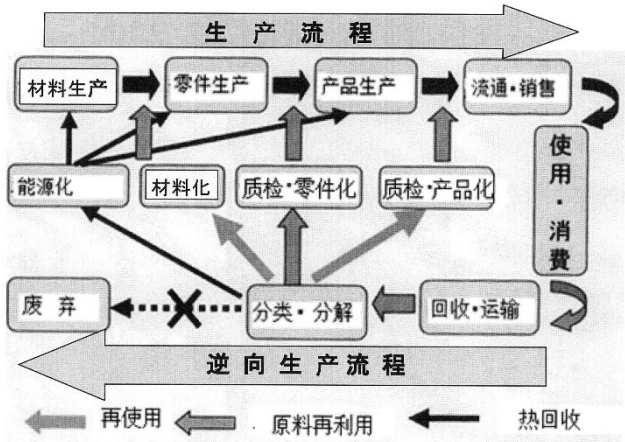 生产流程
材料生产
零件生产
产品生产
流通·销售
使用·消费
能源化
材料化
质检·零件化
质检·产品化
废弃
分类·分解
回收·运输
逆向生产流程
再使用
原料再利用
热回收